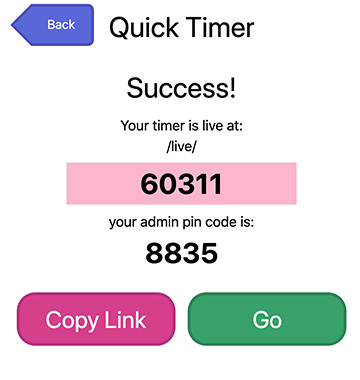 Back
Quick Timer
Success!
Your timer is live at:
/live/
60311
your admin pin code is:
8835
Copy Link
Go